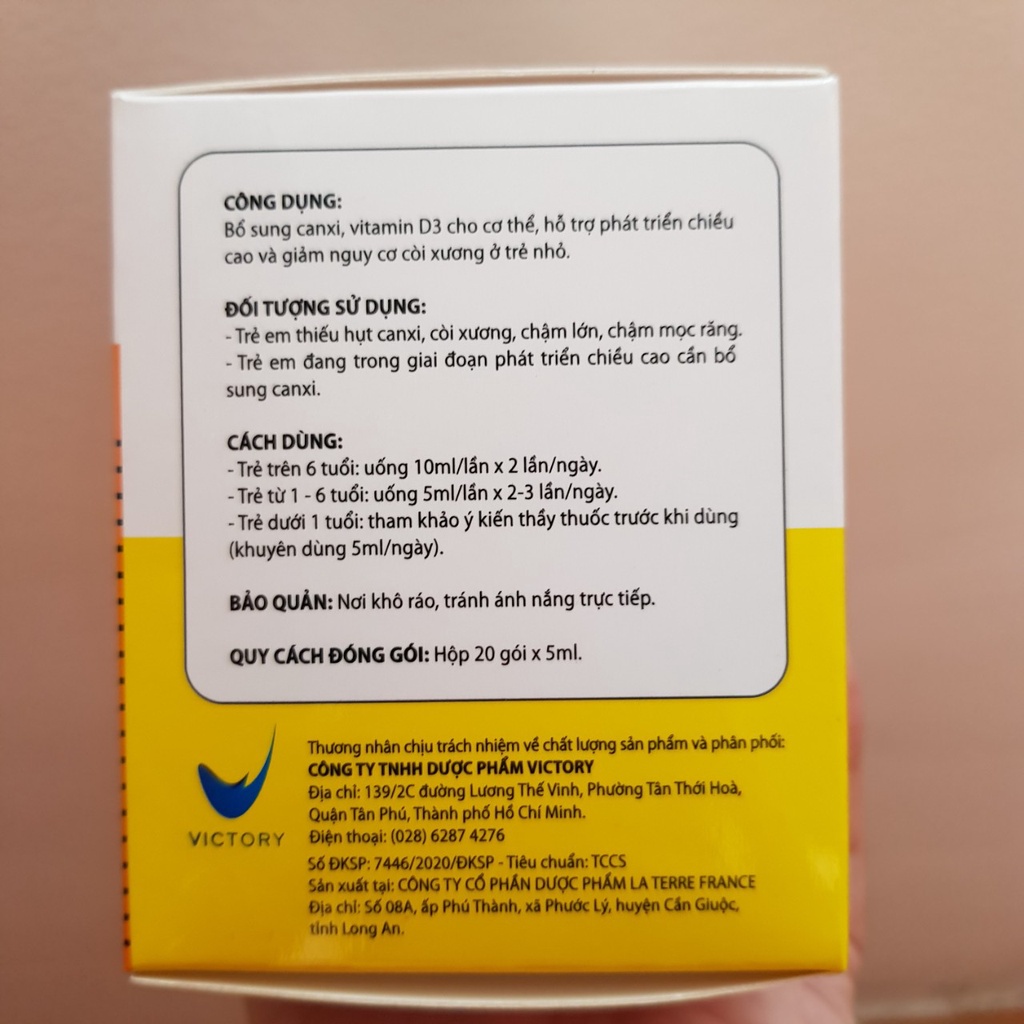 CÔNG DỤNG:
Bổ sung canxi, vitamin D3 cho cơ thể, hỗ trợ phát triển chiều
cao và giảm nguy cơ còi xương ở trẻ nhỏ.
ĐỐI TƯỢNG SỬ DỤNG:
- Trẻ em thiếu hụt canxi, còi xương, chậm lớn, chậm mọc răng.
- Trẻ em đang trong giai đoạn phát triển chiều cao cần bổ
sung canxi.
CÁCH DÙNG:
- Trẻ trên 6 tuổi: uống 10ml/lần x 2 lần/ngày.
- Trẻ từ 1 - 6 tuổi: uống 5ml/lần x 2-3 lần/ngày.
- Trẻ dưới 1 tuổi: tham khảo ý kiến thầy thuốc trước khi dùng
(khuyên dùng 5ml/ngày).
BẢO QUẢN: Nơi khô ráo, tránh ánh nắng trực tiếp.
QUY CÁCH ĐÓNG GÓI: Hộp 20 gói x 5ml.
Thương nhân chịu trách nhiệm về chất lượng sản phẩm và phân phối:
CÔNG TY TNHH DƯỢC PHẨM VICTORY
Địa chỉ: 139/2C đường Lương Thế Vinh, Phường Tân Thới Hoà,
Quận Tân Phú, Thành phố Hồ Chí Minh.
VICTORY
Điện thoại: (028) 6287 4276
Số ĐKSP: 7446/2020/ĐKSP - Tiêu chuẩn: TCCS
Sản xuất tại: CÔNG TY CỔ PHẦN DƯỢC PHẨM LA TERRE FRANCE
Địa chỉ: Số 08A, ấp Phú Thành, xã Phước Lý, huyện Cần Giuộc,
tỉnh Long An.